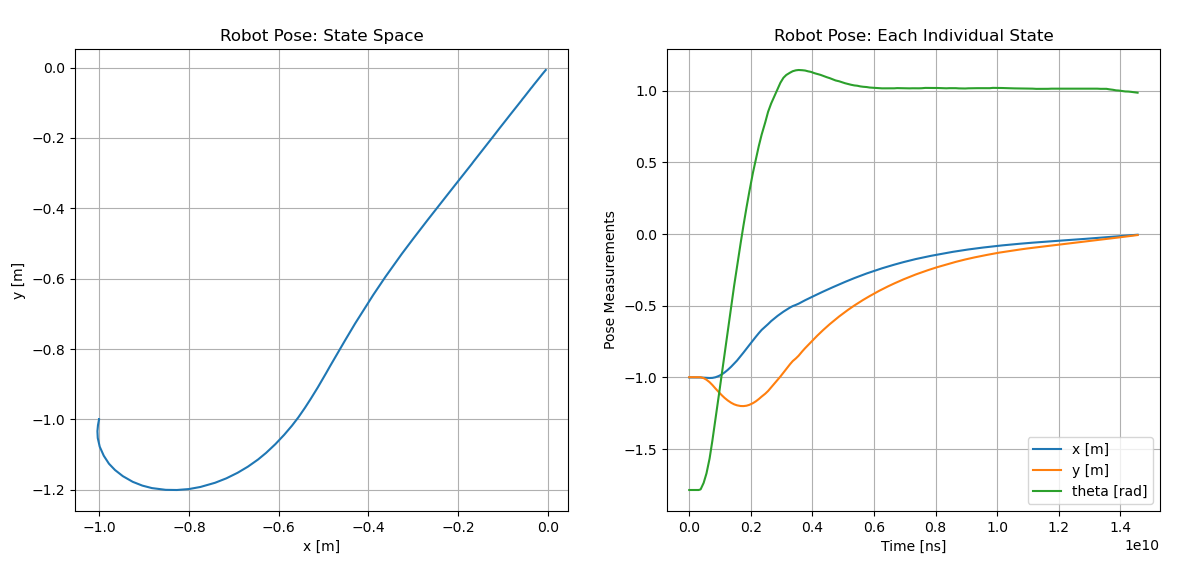 Robot Pose: State Space
0.0
−0.2
−0.4
−0.6
−0.8
−1.0
−1.2
y [m]
−1.0 −0.8 −0.6 −0.4 −0.2 0.0
x [m]
Robot Pose: Each Individual State
1.0
0.5
0.0
−0.5
−1.0
−1.5
Pose Measurements
x [m]
y [m]
theta [rad]
0.0 0.2 0.4 0.6 0.8 1.0 1.2 1.4
1e10
Time [ns]